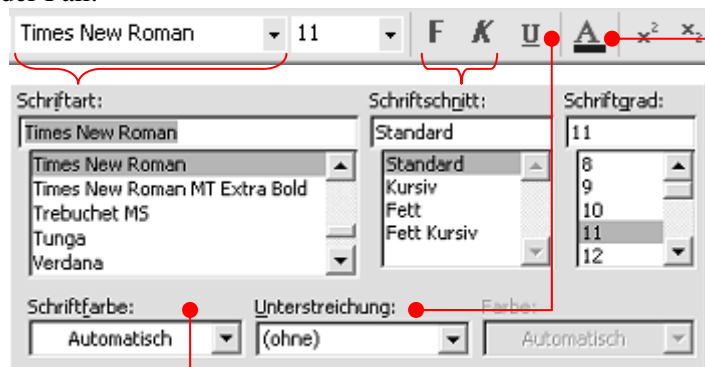 der Fall.
Times New Roman 11 F K U A x² x₂
Schriftart: Schriftschnitt: Schriftgrad:
Times New Roman Standard 11
Times New Roman Standard 8
Times New Roman MT Extra Bold Kursiv 9
Trebuchet MS Fett 10
Tunga Fett Kursiv 11
Verdana 12
Schriftfarbe: Unterstreichung: Farbe:
Automatisch (ohne) Automatisch